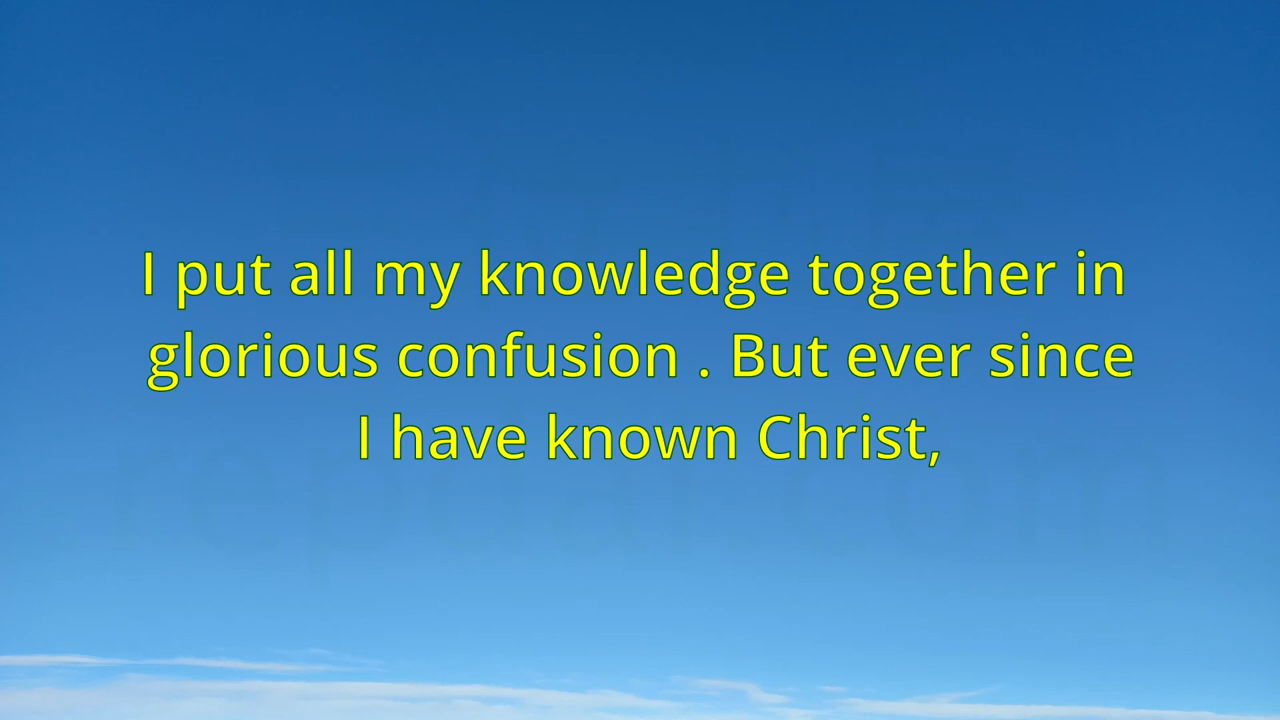 I put all my knowledge together in
glorious confusion . But ever since
I have known Christ,